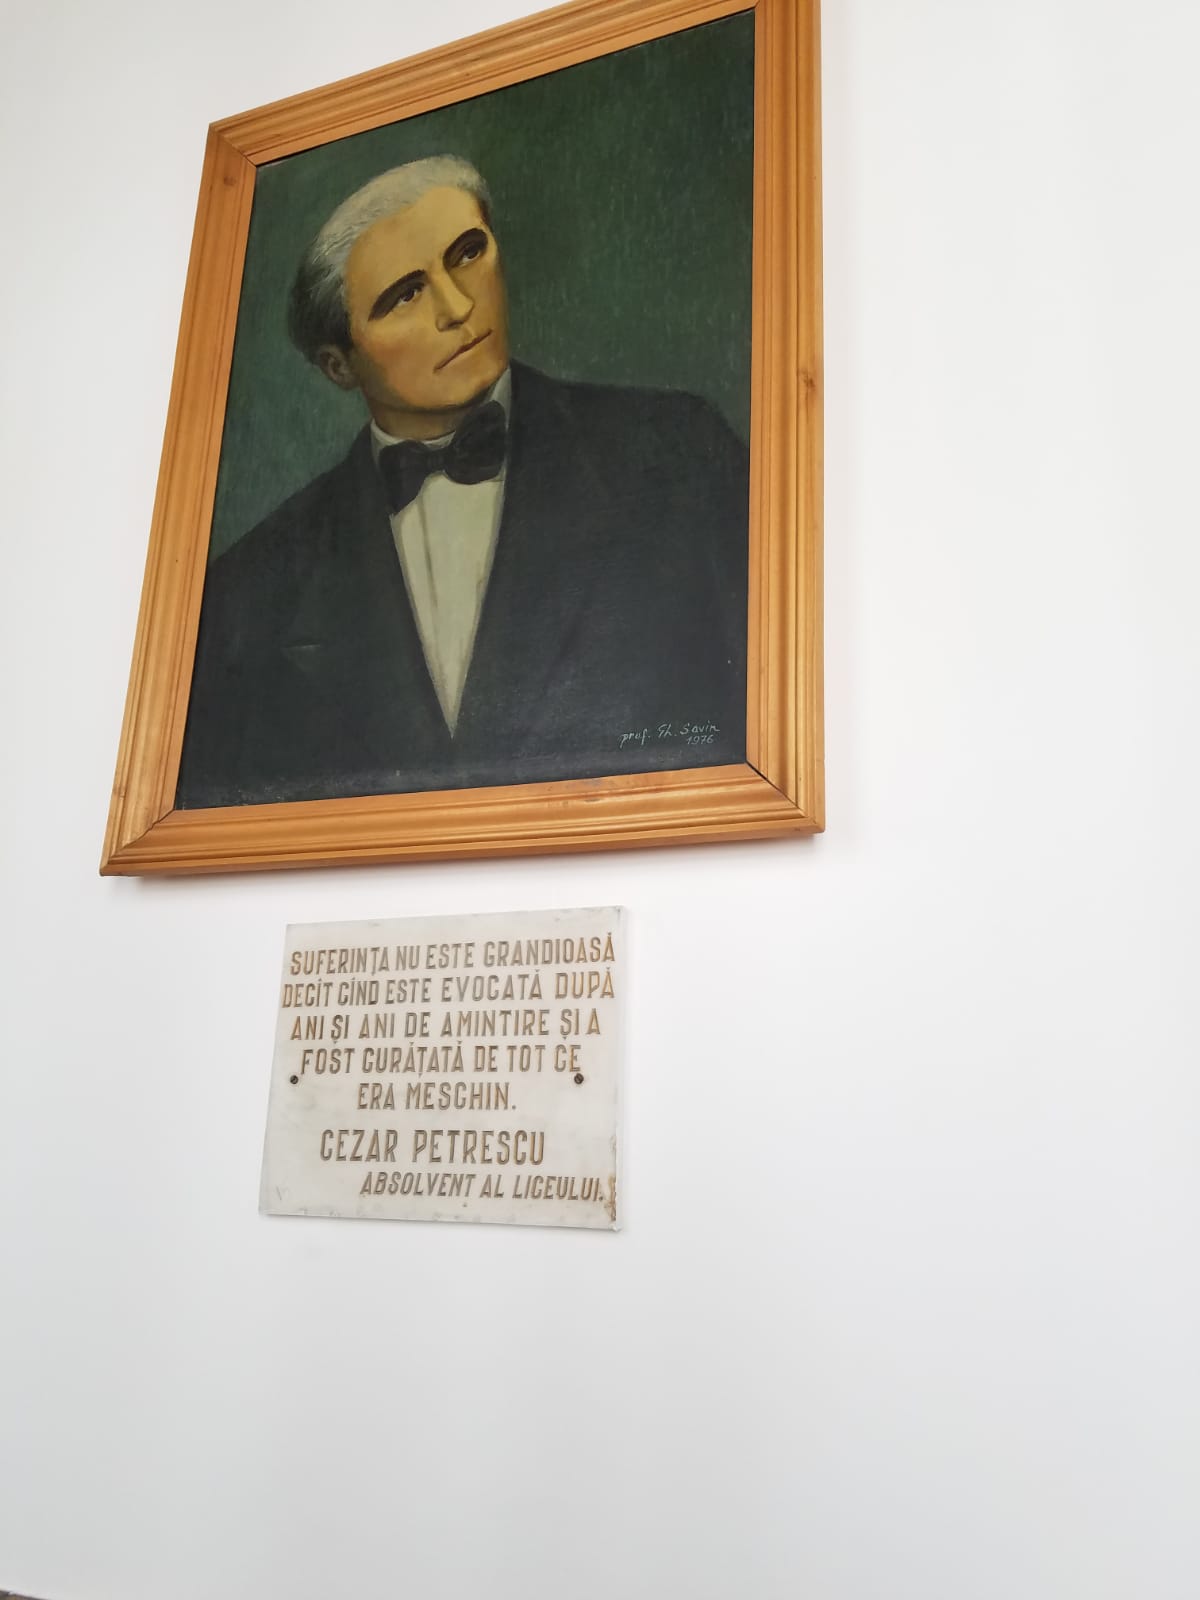 prof. Gh. Savin
1976
SUFERINȚA NU ESTE GRANDIOASĂ
DECÎT CÎND ESTE EVOCATĂ DUPĂ
ANI ȘI ANI DE AMINTIRE ȘI A
FOST CURĂȚATĂ DE TOT CE
ERA MESCHIN.
CEZAR PETRESCU
ABSOLVENT AL LICEULUI.